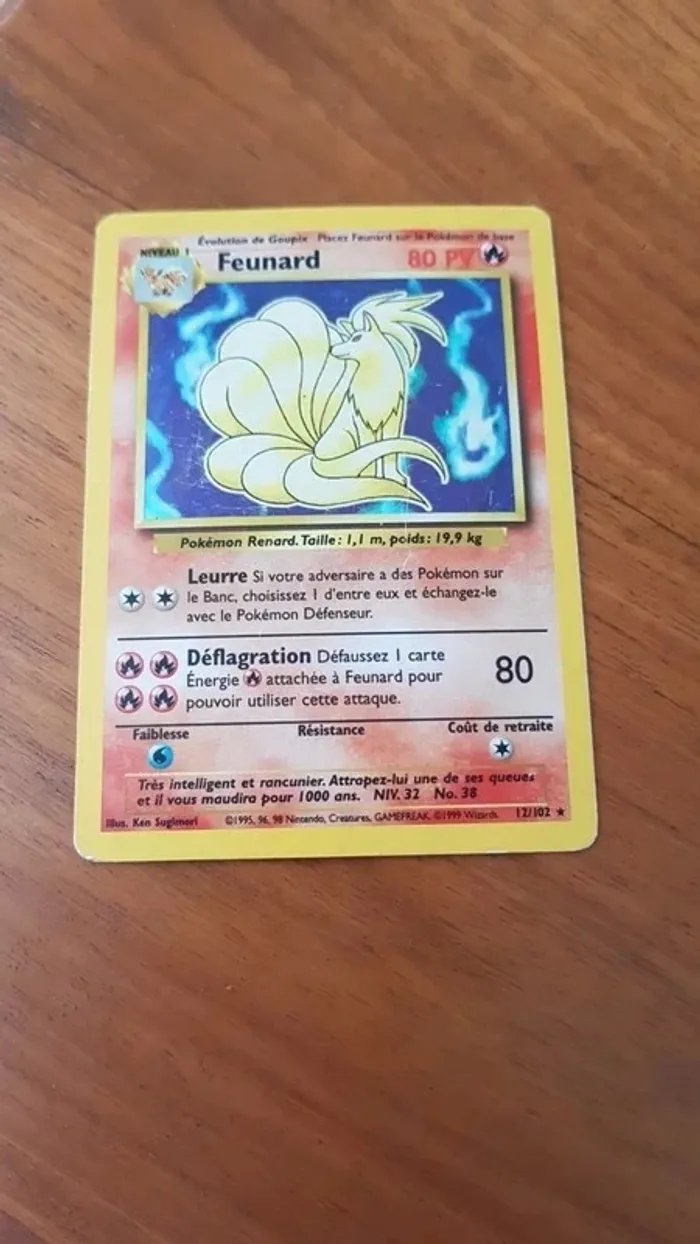 Évolution de Goupix Placez Feunard sur le Pokémon de base
NIVEAU 1
Feunard 80 PV
Pokémon Renard. Taille: 1,1 m, poids: 19,9 kg
Leurre Si votre adversaire a des Pokémon sur
le Banc, choisissez 1 d'entre eux et échangez-le
avec le Pokémon Défenseur.
Déflagration Défaussez 1 carte
Énergie attachée à Feunard pour
pouvoir utiliser cette attaque.
80
Faiblesse Résistance Coût de retraite
Très intelligent et rancunier. Attrapez-lui une de ses queues
et il vous maudira pour 1000 ans. NIV. 32 No. 38
Illus. Ken Sugimori ©1995, 96, 98 Nintendo, Creatures, GAMEFREAK. ©1999 Wizards. 12/102 ★